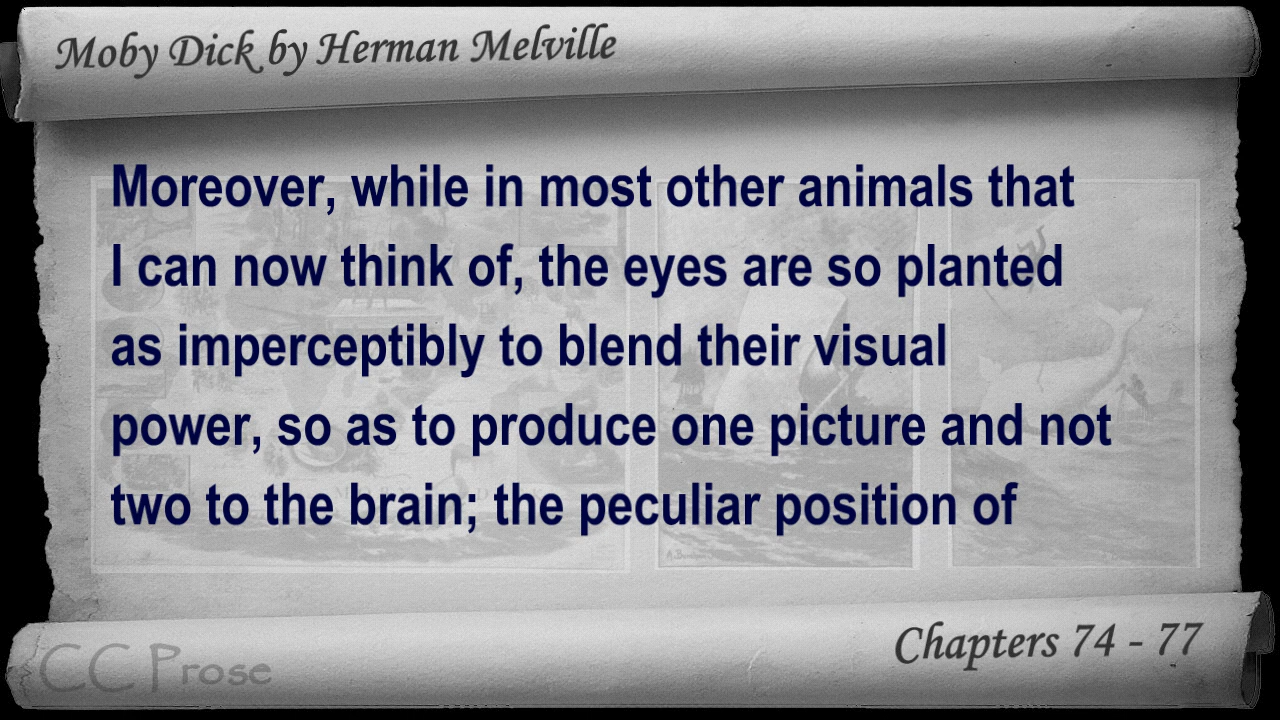 Moby Dick by Herman Melville
Moreover, while in most other animals that
I can now think of, the eyes are so planted
as imperceptibly to blend their visual
power, so as to produce one picture and not
two to the brain; the peculiar position of
Chapters 74 - 77
CC Prose